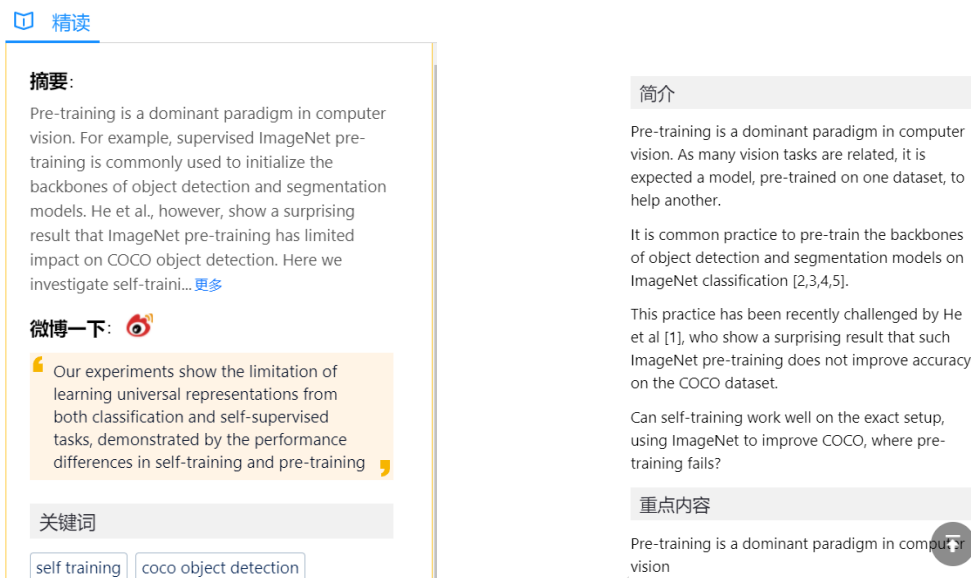 精读
摘要:
Pre-training is a dominant paradigm in computer
vision. For example, supervised ImageNet pre-
training is commonly used to initialize the
backbones of object detection and segmentation
models. He et al., however, show a surprising
result that ImageNet pre-training has limited
impact on COCO object detection. Here we
investigate self-traini... 更多
微博一下:
Our experiments show the limitation of
learning universal representations from
both classification and self-supervised
tasks, demonstrated by the performance
differences in self-training and pre-training
关键词
self training
coco object detection
简介
Pre-training is a dominant paradigm in computer
vision. As many vision tasks are related, it is
expected a model, pre-trained on one dataset, to
help another.
It is common practice to pre-train the backbones
of object detection and segmentation models on
ImageNet classification [2,3,4,5].
This practice has been recently challenged by He
et al [1], who show a surprising result that such
ImageNet pre-training does not improve accuracy
on the COCO dataset.
Can self-training work well on the exact setup,
using ImageNet to improve COCO, where pre-
training fails?
重点内容
Pre-training is a dominant paradigm in computer
vision